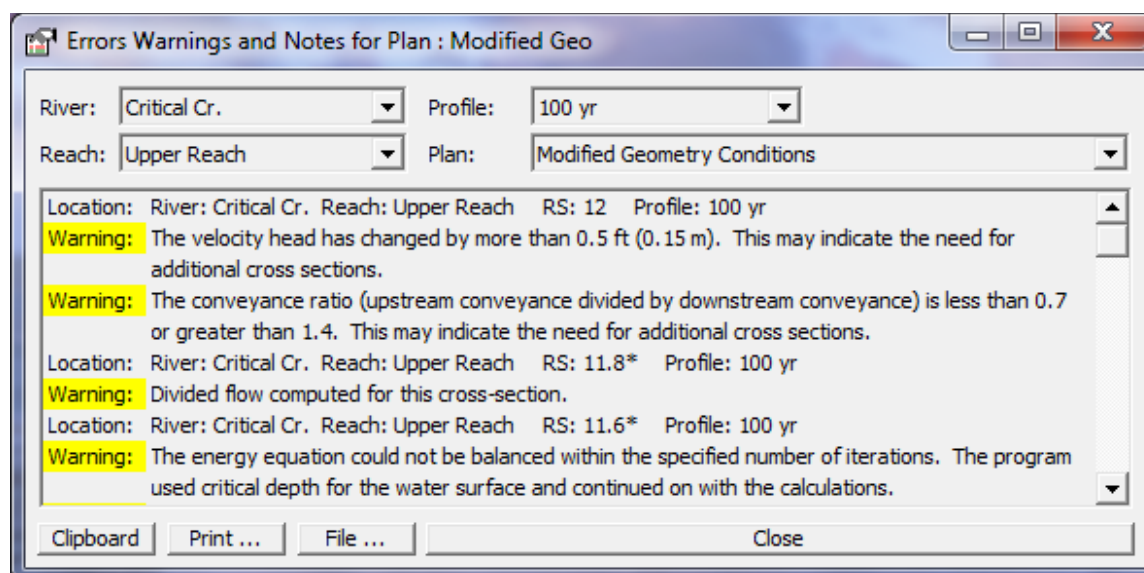 Errors Warnings and Notes for Plan : Modified Geo
River: Critical Cr. Profile: 100 yr
Reach: Upper Reach Plan: Modified Geometry Conditions
Location: River: Critical Cr. Reach: Upper Reach RS: 12 Profile: 100 yr
Warning: The velocity head has changed by more than 0.5 ft (0.15 m). This may indicate the need for
additional cross sections.
Warning: The conveyance ratio (upstream conveyance divided by downstream conveyance) is less than 0.7
or greater than 1.4. This may indicate the need for additional cross sections.
Location: River: Critical Cr. Reach: Upper Reach RS: 11.8* Profile: 100 yr
Warning: Divided flow computed for this cross-section.
Location: River: Critical Cr. Reach: Upper Reach RS: 11.6* Profile: 100 yr
Warning: The energy equation could not be balanced within the specified number of iterations. The program
used critical depth for the water surface and continued on with the calculations.
Clipboard Print ... File ... Close